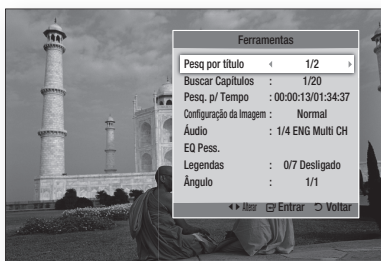 Ferramentas
Pesq por título 1/2
Buscar Capítulos : 1/20
Pesq. p/ Tempo : 00:00:13/01:34:37
Configuração da Imagem : Normal
Áudio : 1/4 ENG Multi CH
EQ Pess.
Legendas : 0/7 Desligado
Ângulo : 1/1
Alterar Entrar Voltar